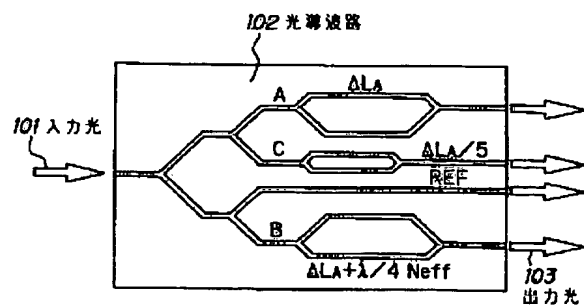 102 光導波路
A
ΔLA
101 入力光
C
ΔLA/5
REF
B
ΔLA+λ/4 Neff
103
出力光